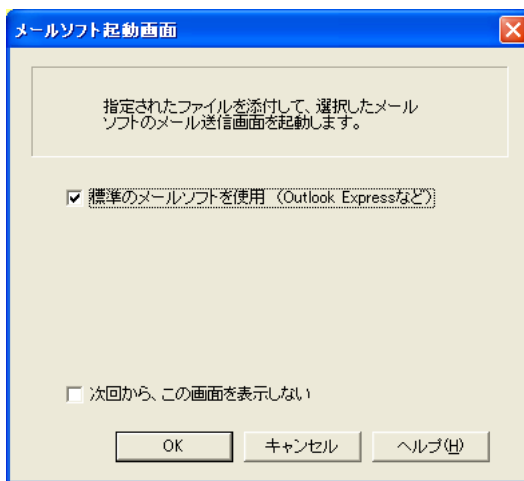 メールソフト起動画面
指定されたファイルを添付して、選択したメール
ソフトのメール送信画面を起動します。
標準のメールソフトを使用（Outlook Expressなど）
次回から、この画面を表示しない
OK キャンセル ヘルプ(H)